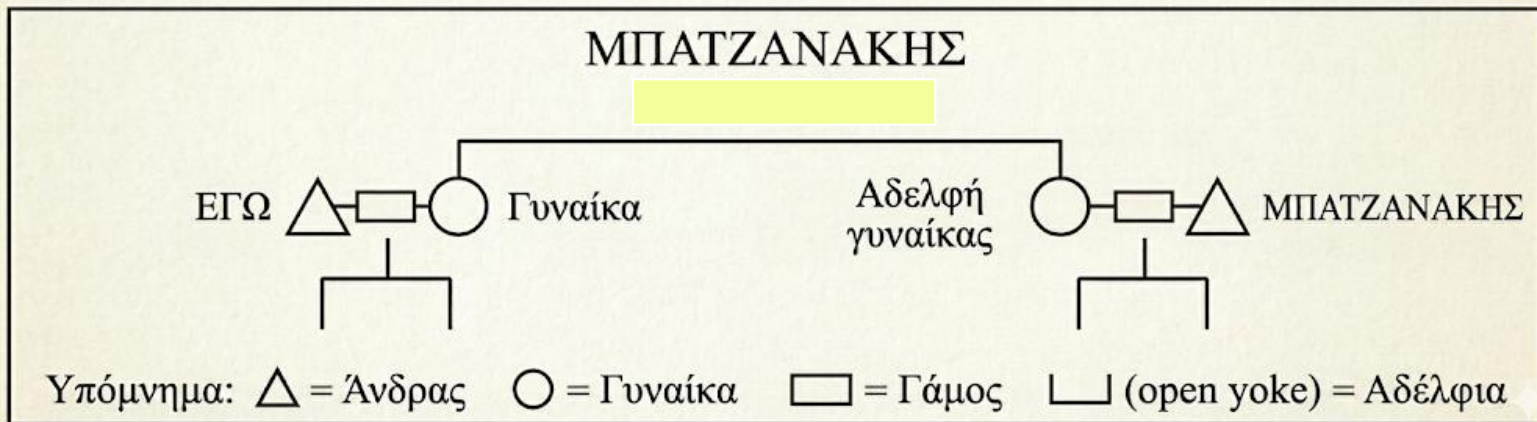 ΜΠΑΤΖΑΝΑΚΗΣ
ΕΓΩ Γυναίκα Αδελφή γυναίκας ΜΠΑΤΖΑΝΑΚΗΣ
Υπόμνημα: = Άνδρας = Γυναίκα = Γάμος (open yoke) = Αδέλφια